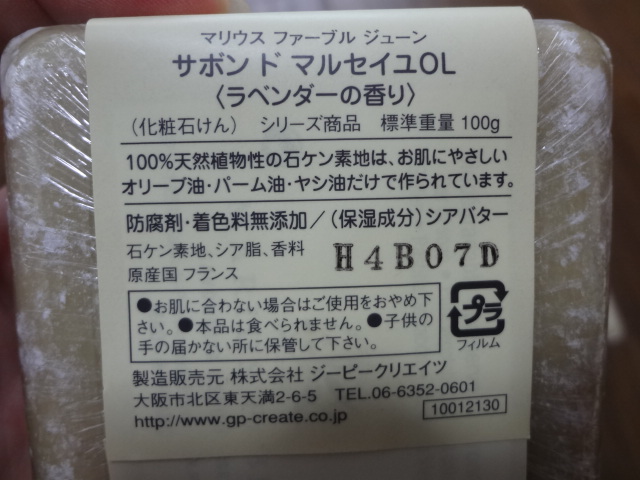 マリウス ファーブル ジューン
サボン ド マルセイユOL
〈ラベンダーの香り〉
（化粧石けん） シリーズ商品 標準重量 100g
100%天然植物性の石ケン素地は、お肌にやさしい
オリーブ油・パーム油・ヤシ油だけで作られています。
防腐剤・着色料無添加／（保湿成分）シアバター
石ケン素地、シア脂、香料
原産国 フランス
H4B07D
●お肌に合わない場合はご使用をおやめ下
さい。●本品は食べられません。●子供の
手の届かない所に保管して下さい。
プラ
フィルム
製造販売元 株式会社 ジーピークリエイツ
大阪市北区東天満2-6-5 TEL.06-6352-0601
http://www.gp-create.co.jp
10012130